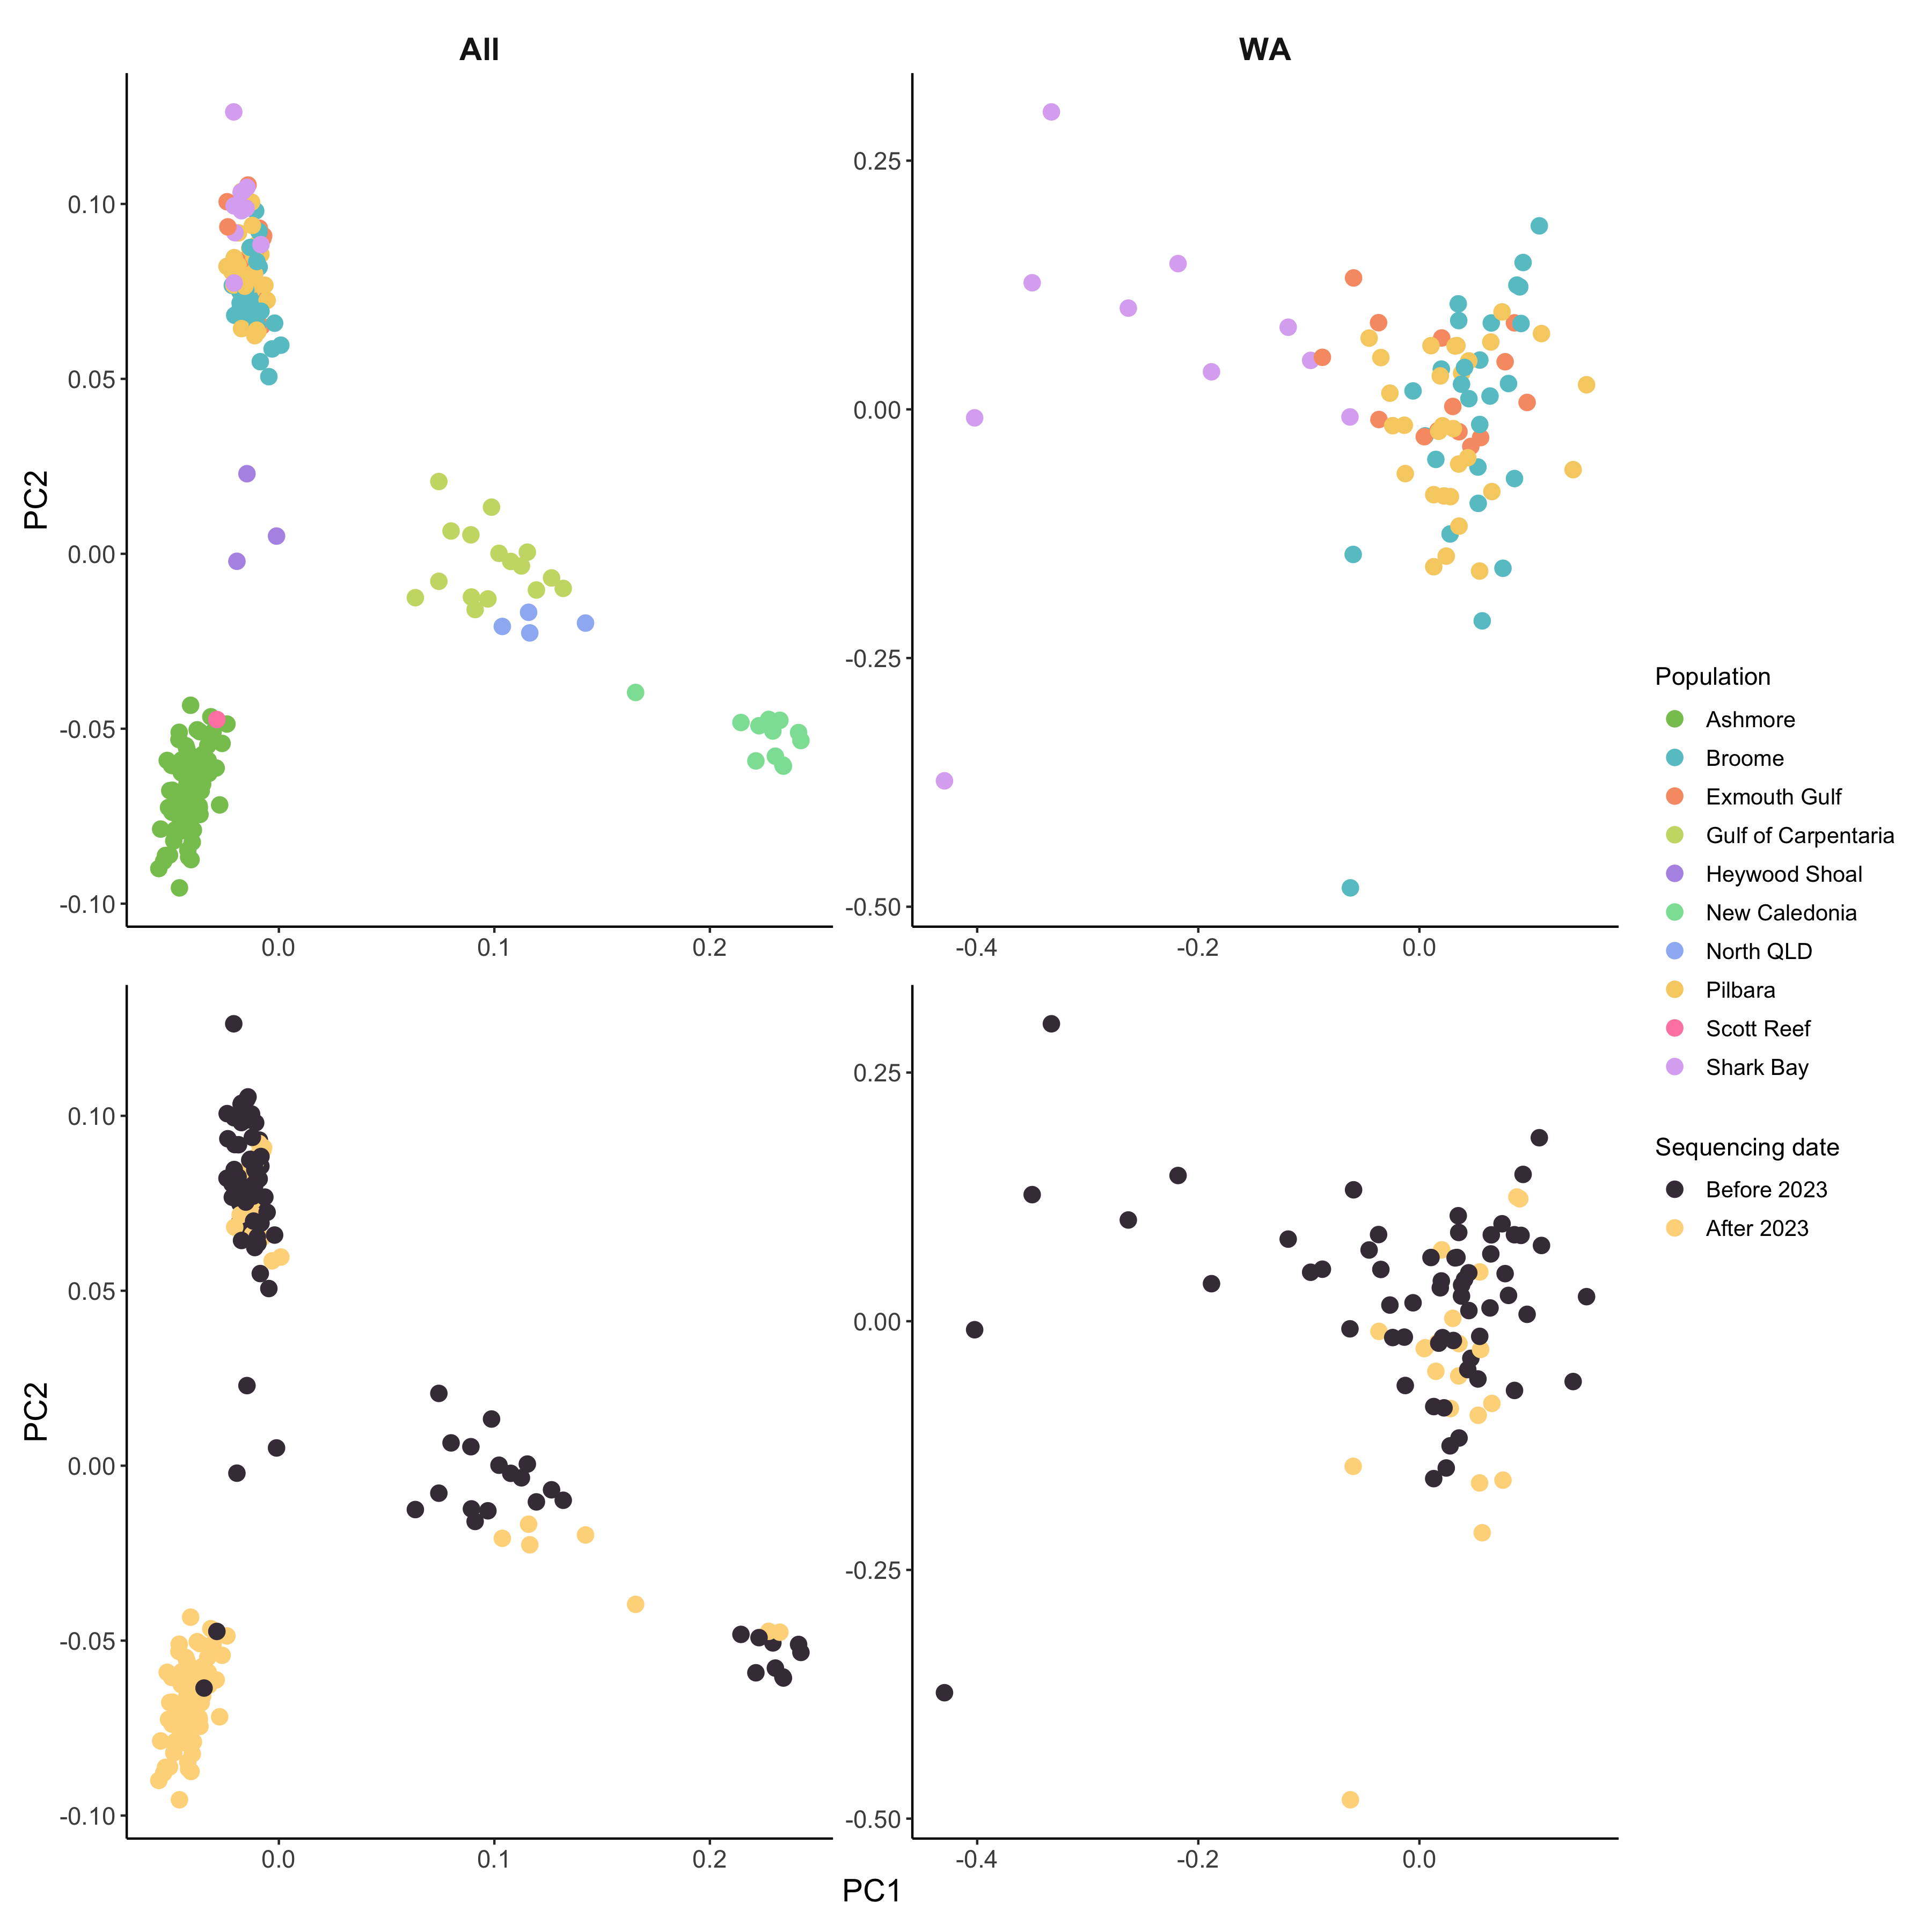 All
WA
PC2
0.10
0.05
0.00
-0.05
-0.10
0.0
0.1
0.2
0.25
0.00
-0.25
-0.50
-0.4
-0.2
0.0
PC2
0.10
0.05
0.00
-0.05
-0.10
0.0
0.1
0.2
0.25
0.00
-0.25
-0.50
-0.4
-0.2
0.0
PC1
Population
Ashmore
Broome
Exmouth Gulf
Gulf of Carpentaria
Heywood Shoal
New Caledonia
North QLD
Pilbara
Scott Reef
Shark Bay
Sequencing date
Before 2023
After 2023